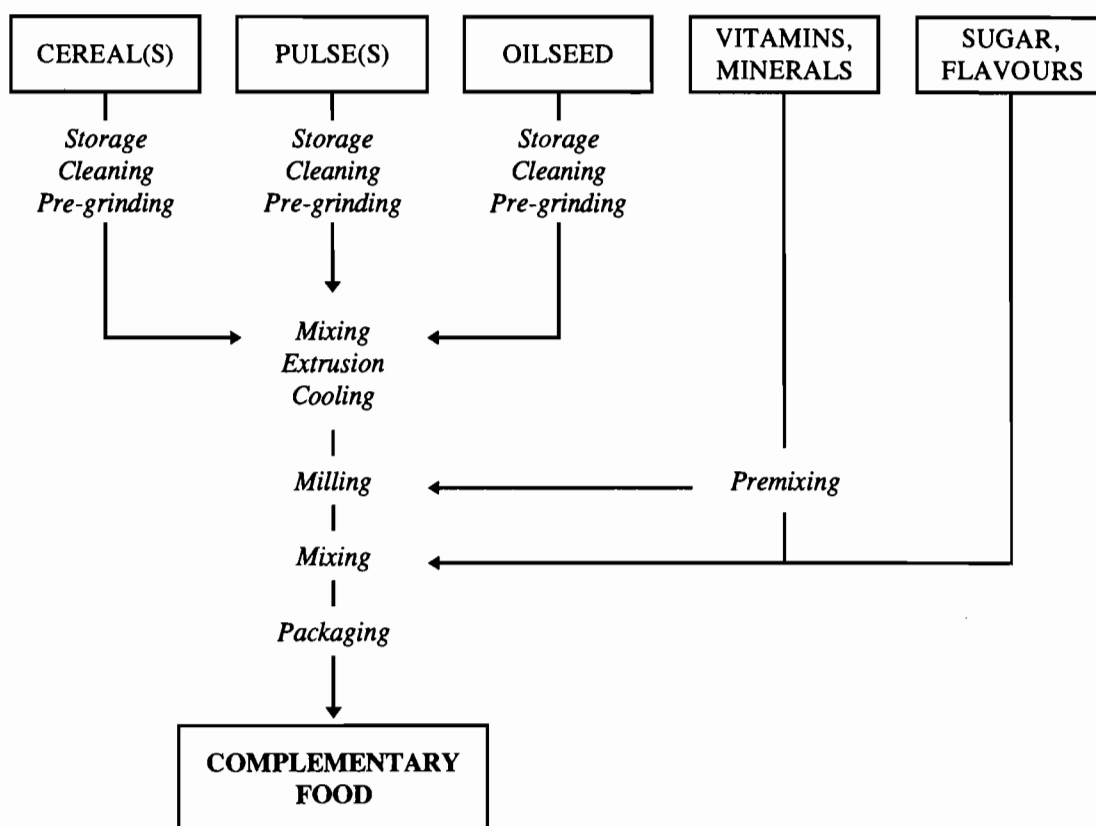 CEREAL(S)
PULSE(S)
OILSEED
VITAMINS,
MINERALS
SUGAR,
FLAVOURS
Storage
Cleaning
Pre-grinding
Storage
Cleaning
Pre-grinding
Storage
Cleaning
Pre-grinding
Mixing
Extrusion
Cooling
Milling
Premixing
Mixing
Packaging
COMPLEMENTARY
FOOD